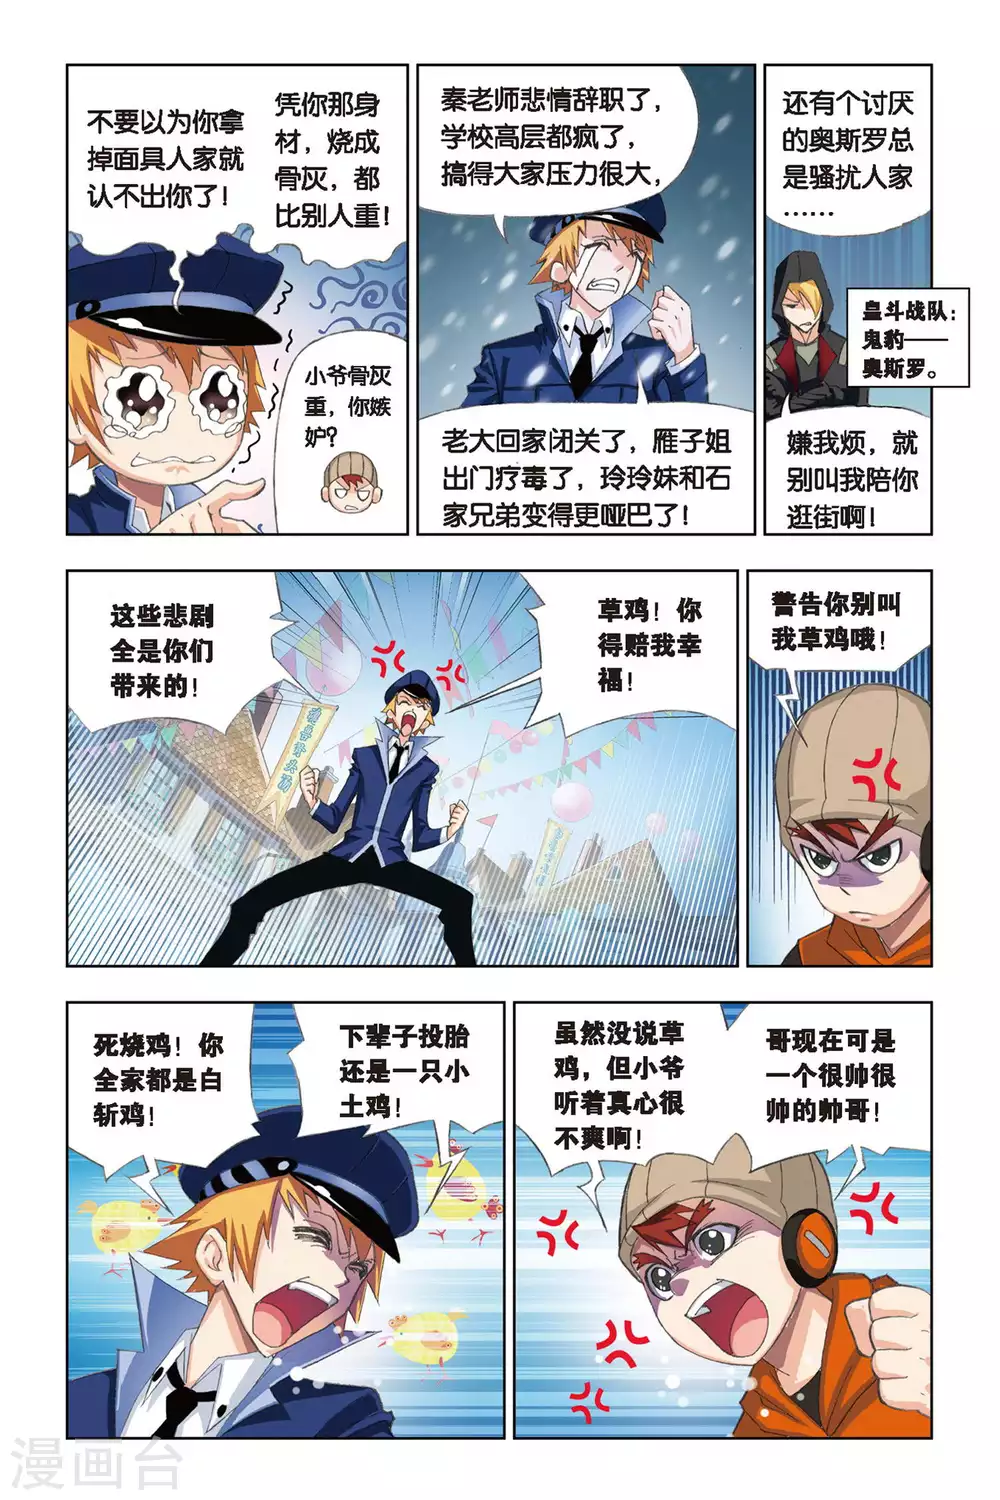 不要以为你拿
掉面具人家就
认不出你了！
凭你那身
材，烧成
骨灰，都
比别人重！
小爷骨灰
重，你嫉
妒？
秦老师悲情辞职了，
学校高层都疯了，
搞得大家压力很大，
老大回家闭关了，雁子姐
出门疗毒了，玲玲妹和石
家兄弟变得更哑巴了！
还有个讨厌
的奥斯罗总
是骚扰人家
……
皇斗战队：
鬼豹——
奥斯罗。
嫌我烦，就
别叫我陪你
逛街啊！
这些悲剧
全是你们
带来的！
草鸡！你
得赔我幸
福！
警告你别叫
我草鸡哦！
死烧鸡！你
全家都是白
斩鸡！
下辈子投胎
还是一只小
土鸡！
虽然没说草
鸡，但小爷
听着真心很
不爽啊！
哥现在可是
一个很帅很
帅的帅哥！
漫画台